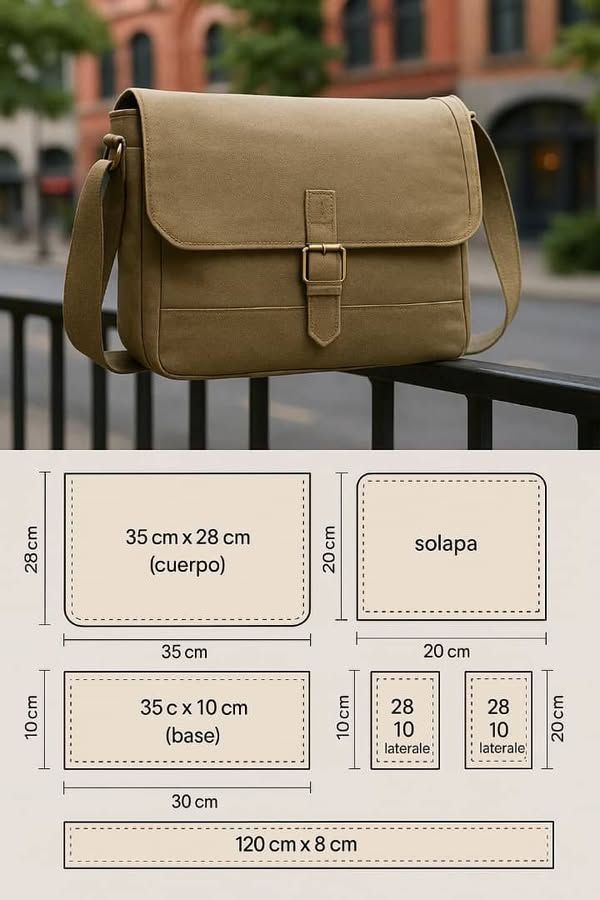 28 cm
35 cm x 28 cm
(cuerpo)
35 cm
20 cm
solapa
20 cm
10 cm
35 c x 10 cm
(base)
30 cm
10 cm
28
10
laterale
28
10
laterale
20 cm
120 cm x 8 cm